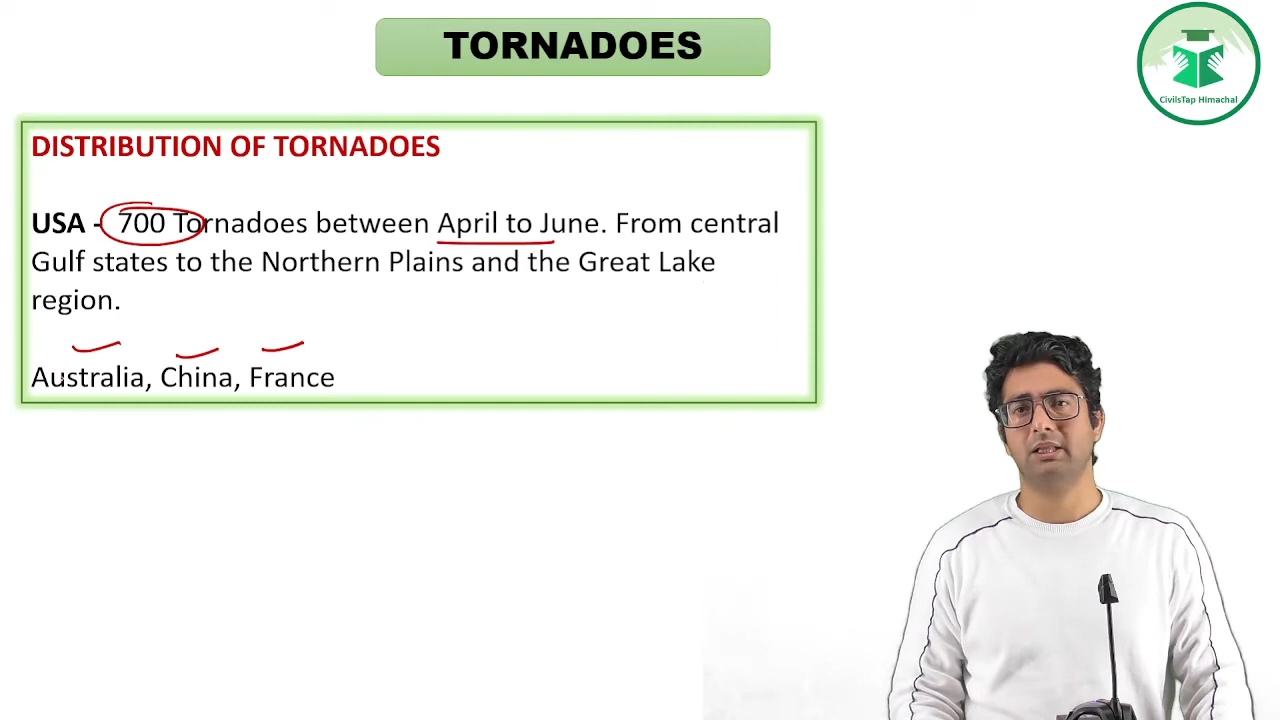 TORNADOES
CivilsTap Himachal
DISTRIBUTION OF TORNADOES
USA - 700 Tornadoes between April to June. From central
Gulf states to the Northern Plains and the Great Lake
region.
Australia, China, France